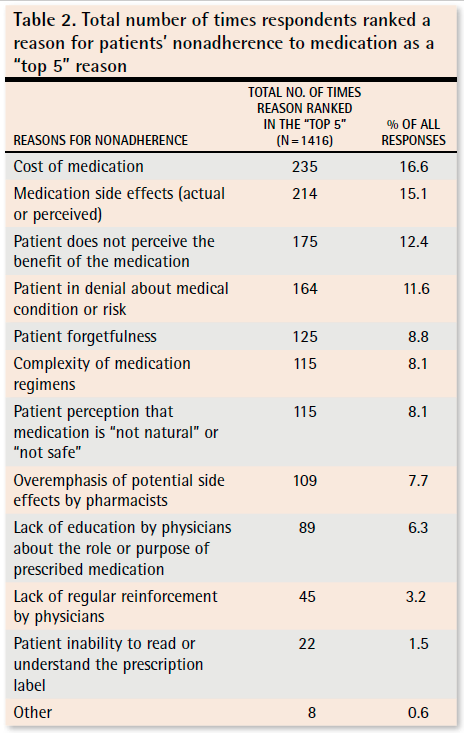 Table 2. Total number of times respondents ranked a
reason for patients’ nonadherence to medication as a
“top 5” reason
REASONS FOR NONADHERENCE
TOTAL NO. OF TIMES
REASON RANKED
IN THE “TOP 5”
(N = 1416)
% OF ALL
RESPONSES
Cost of medication 235 16.6
Medication side effects (actual 214 15.1
or perceived)
Patient does not perceive the 175 12.4
benefit of the medication
Patient in denial about medical 164 11.6
condition or risk
Patient forgetfulness 125 8.8
Complexity of medication 115 8.1
regimens
Patient perception that 115 8.1
medication is “not natural” or
“not safe”
Overemphasis of potential side 109 7.7
effects by pharmacists
Lack of education by physicians 89 6.3
about the role or purpose of
prescribed medication
Lack of regular reinforcement 45 3.2
by physicians
Patient inability to read or 22 1.5
understand the prescription
label
Other 8 0.6